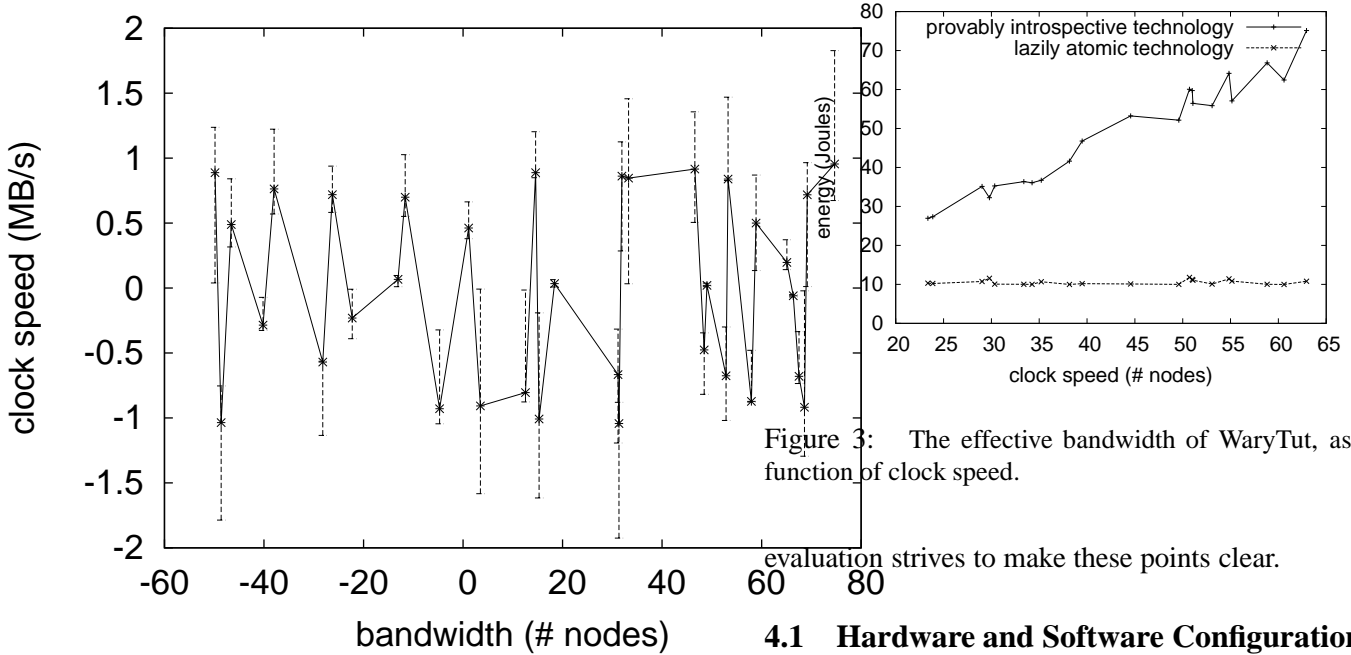 2
1.5
1
0.5
0
-0.5
-1
-1.5
-2
-60 -40 -20 0 20 40 60 80
clock speed (MB/s)
bandwidth (# nodes)
80
70
60
50
40
30
20
10
0
20 25 30 35 40 45 50 55 60 65
energy (Joules)
clock speed (# nodes)
provably introspective technology
lazily atomic technology
Figure 3: The effective bandwidth of WaryTut, as
function of clock speed.
evaluation strives to make these points clear.
4.1 Hardware and Software Configuration